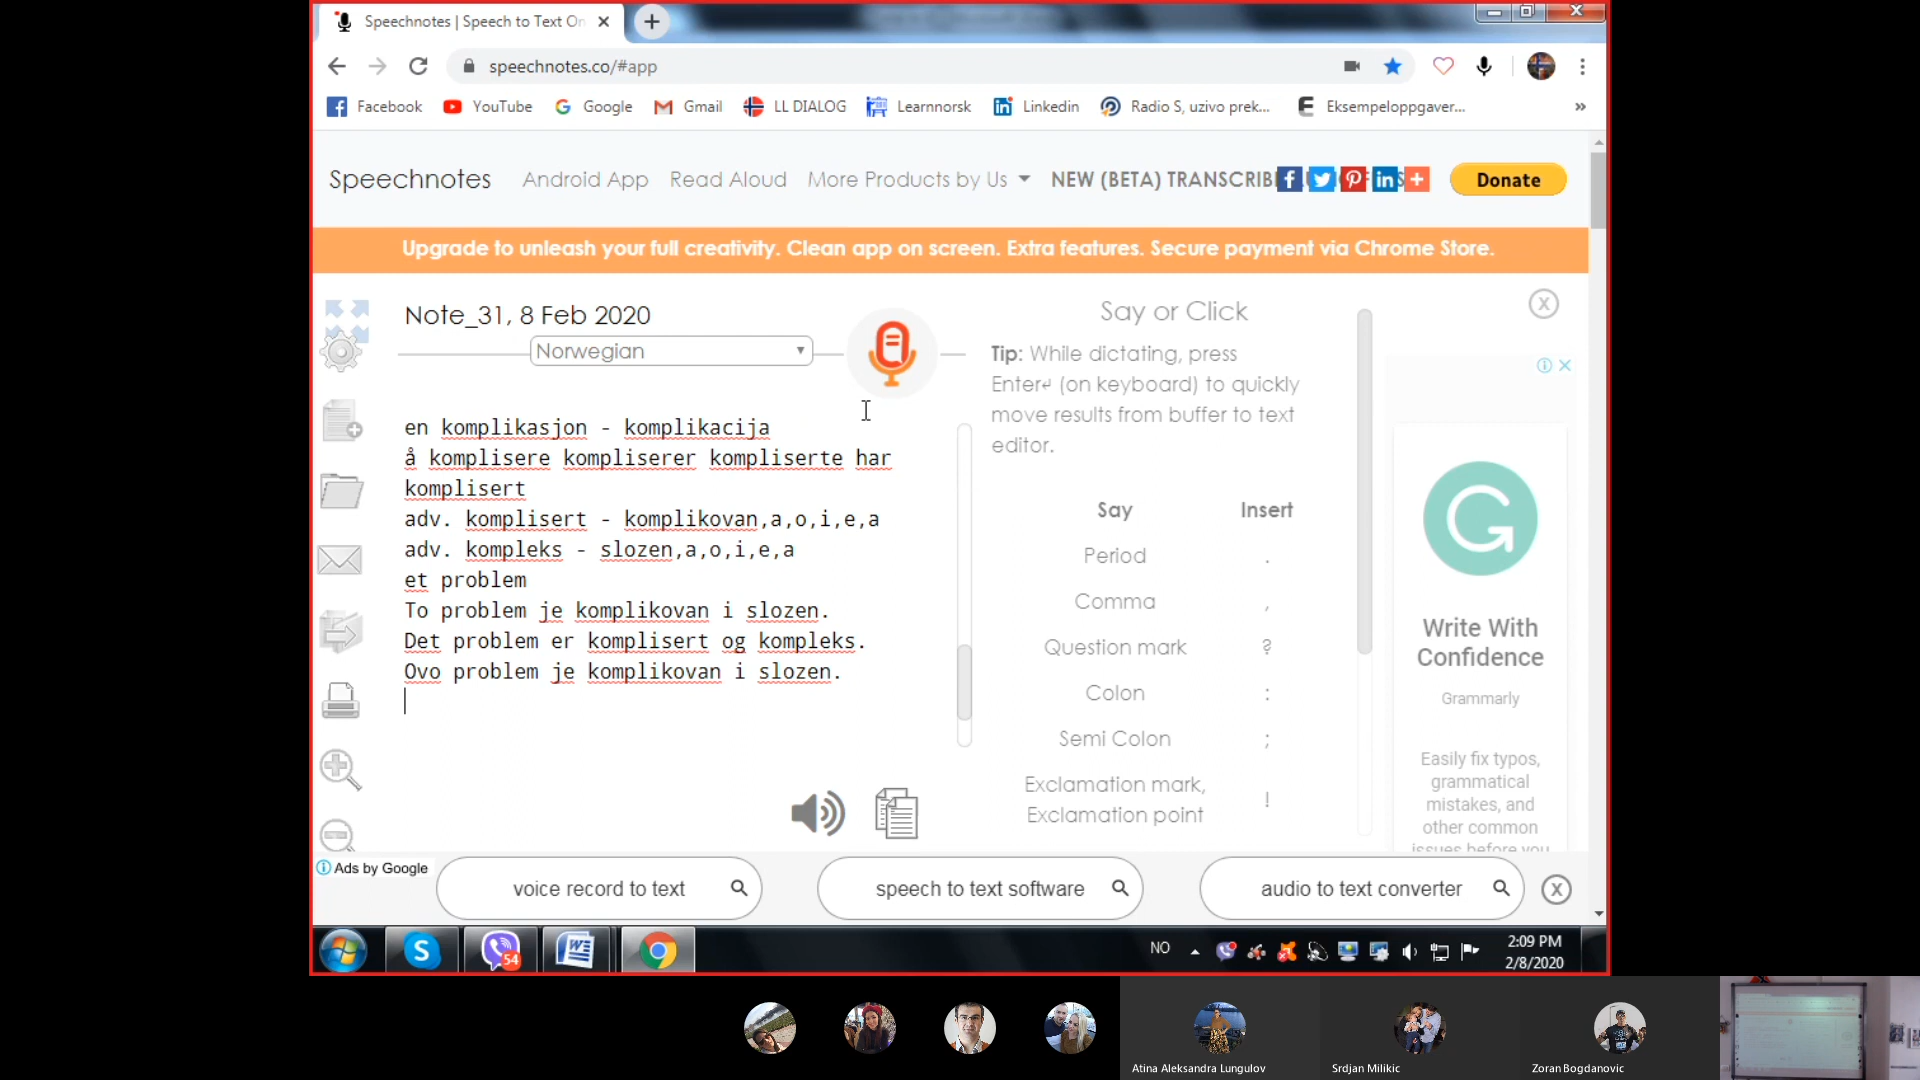 Speechnotes | Speech to Text On
speechnotes.co/#app
Facebook YouTube Google Gmail LL DIALOG Learnnorsk Linkedin Radio S, uzivo prek... Eksempeloppgaver... »
Speechnotes Android App Read Aloud More Products by Us NEW (BETA) TRANSCRIB Donate
Upgrade to unleash your full creativity. Clean app on screen. Extra features. Secure payment via Chrome Store.
Note_31, 8 Feb 2020
Norwegian
en komplikasjon - komplikacija
å komplisere kompliserer kompliserte har
komplisert
adv. komplisert - komplikovan,a,o,i,e,a
adv. kompleks - slozen,a,o,i,e,a
et problem
To problem je komplikovan i slozen.
Det problem er komplisert og kompleks.
Ovo problem je komplikovan i slozen.
Say or Click
Tip: While dictating, press
Enter↵ (on keyboard) to quickly
move results from buffer to text
editor.
Say Insert
Period .
Comma ,
Question mark ?
Colon :
Semi Colon ;
Exclamation mark,
Exclamation point !
Write With
Confidence
Grammarly
Easily fix typos,
grammatical
mistakes, and
other common
issues before you
Ads by Google
voice record to text
speech to text software
audio to text converter
54
NO
2:09 PM
2/8/2020
Atina Aleksandra Lungulov
Srdjan Milikic
Zoran Bogdanovic